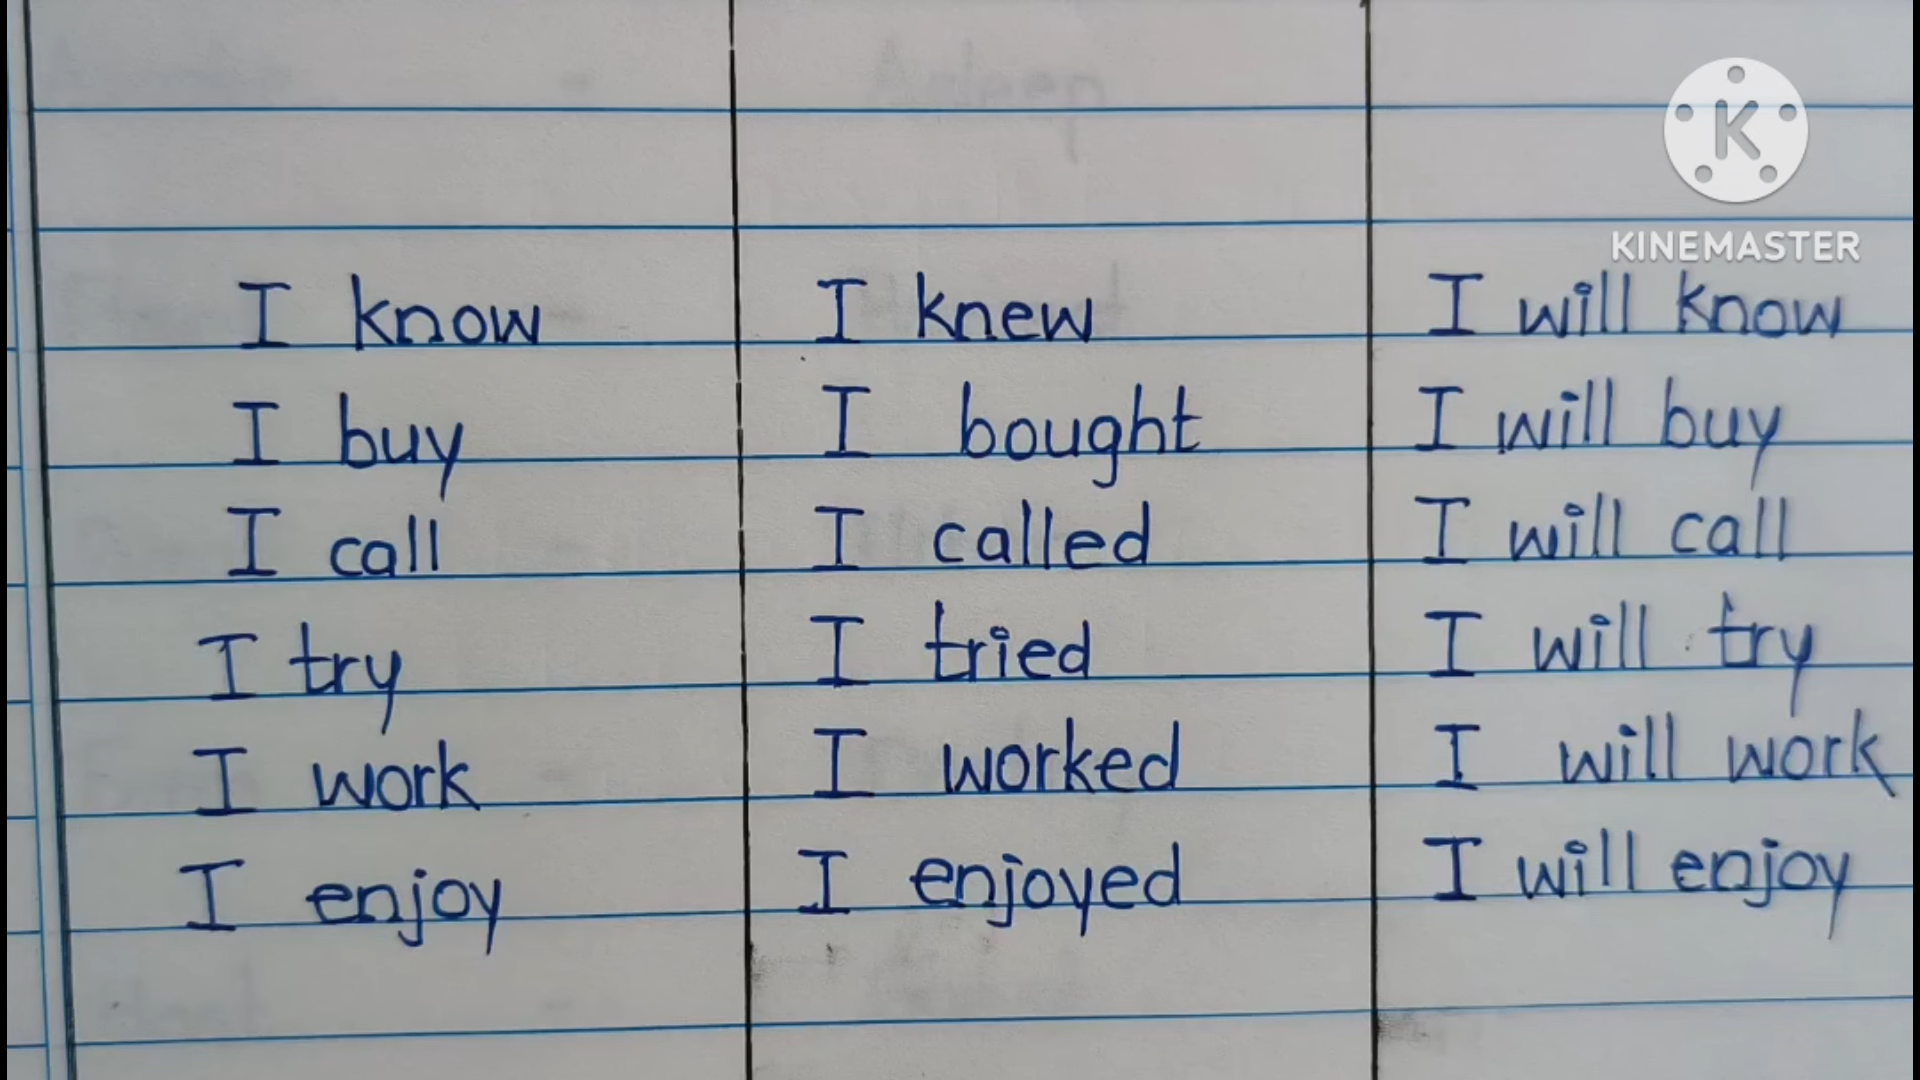 KINEMASTER
I know I knew I will know
I buy I bought I will buy
I call I called I will call
I try I tried I will try
I work I worked I will work
I enjoy I enjoyed I will enjoy